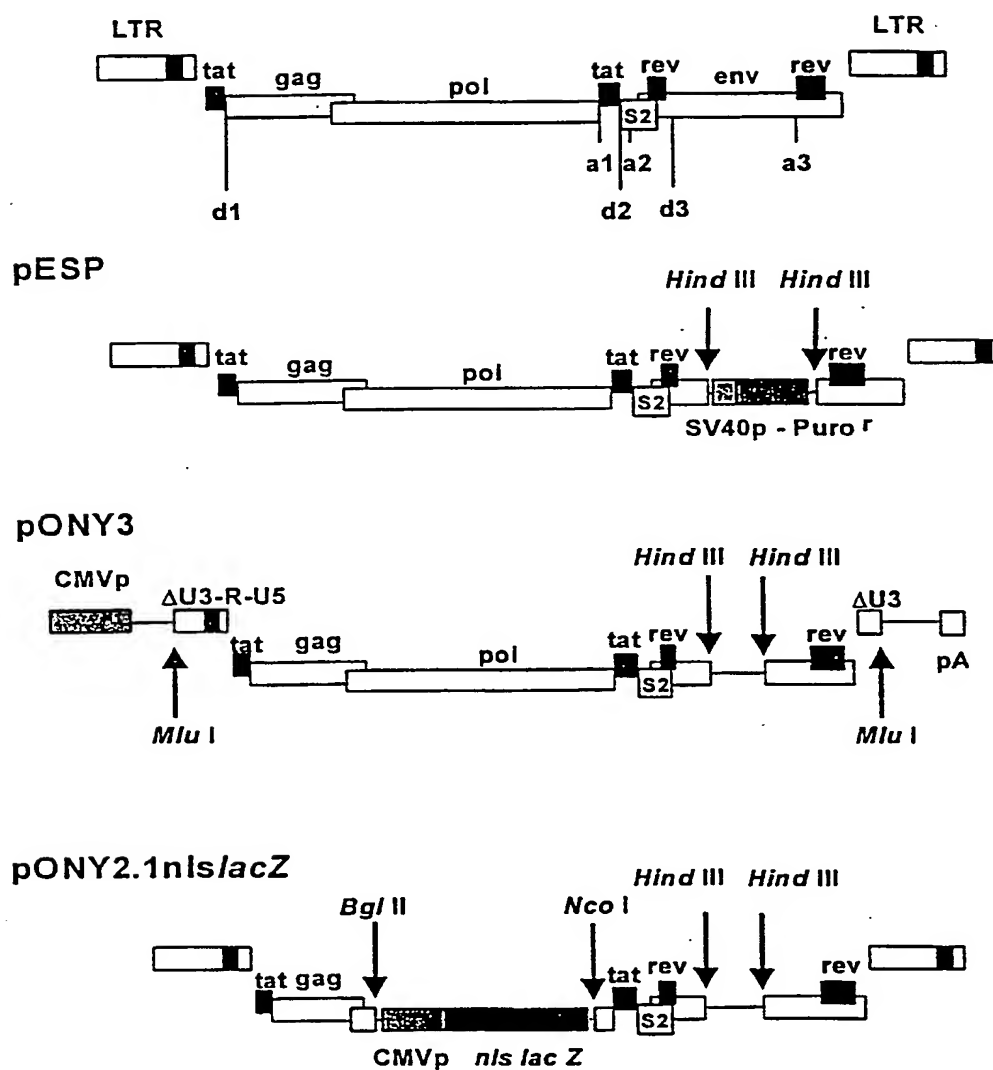 LTR LTR
tat gag pol tat rev env rev
S2
a1 a2 a3
d1 d2 d3
pESP
Hind III Hind III
tat gag pol tat rev rev
S2
SV40p - Puro r
pONY3
Hind III Hind III
CMVp ΔU3-R-U5 ΔU3
tat gag pol tat rev rev
S2 pA
Mlu I Mlu I
pONY2.1nlslacZ
Hind III Hind III
Bgl II Nco I
tat gag tat rev rev
S2
CMVp nls lac Z